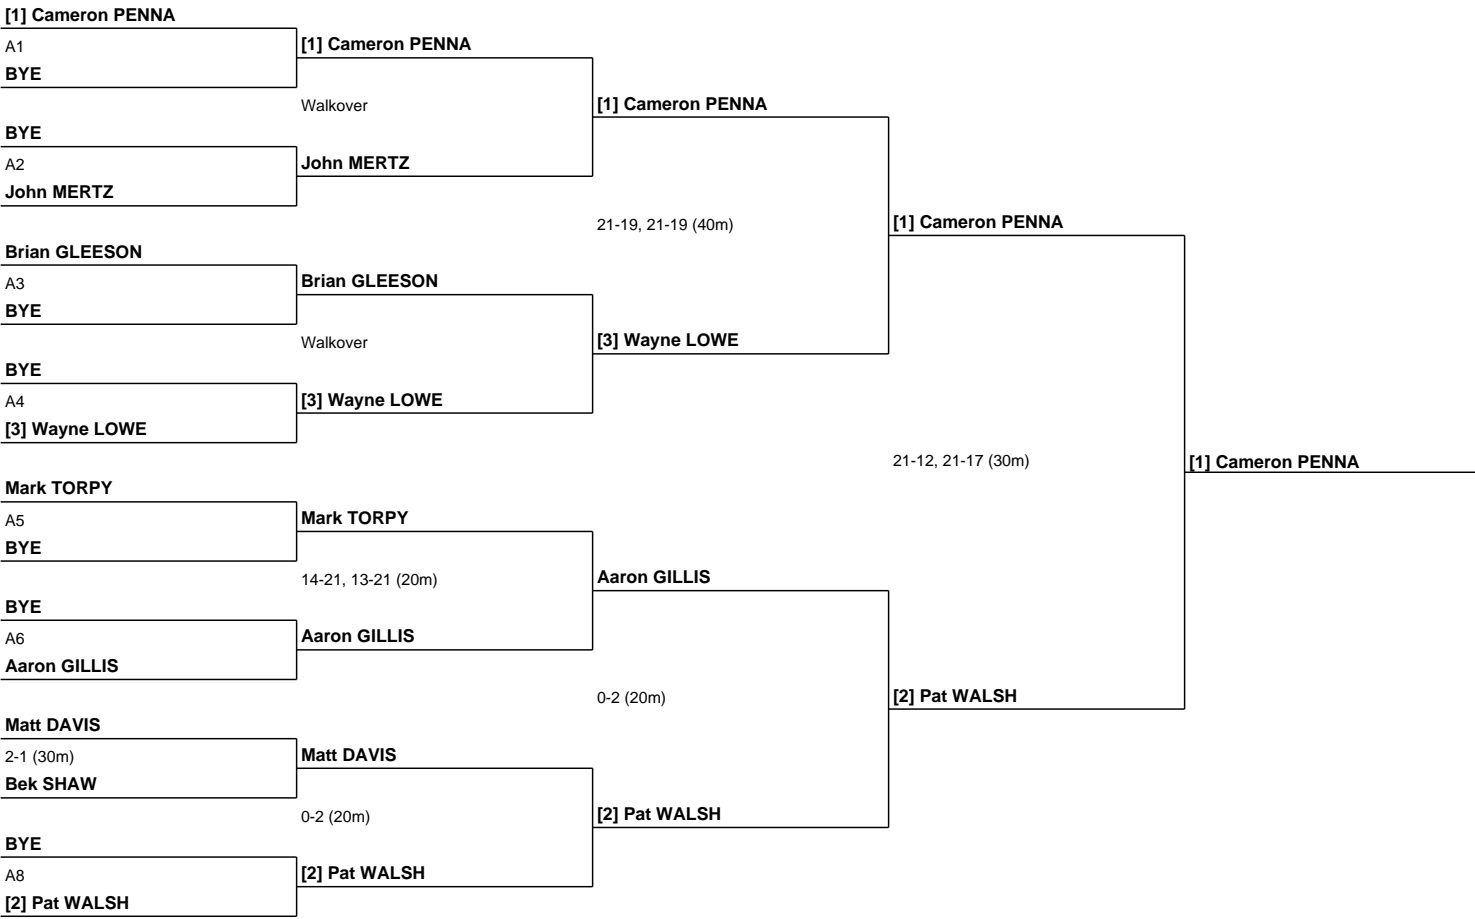 [1] Cameron PENNA
A1
BYE
BYE
A2
John MERTZ
Brian GLEESON
A3
BYE
BYE
A4
[3] Wayne LOWE
Mark TORPY
A5
BYE
BYE
A6
Aaron GILLIS
Matt DAVIS
2-1 (30m)
Bek SHAW
BYE
A8
[2] Pat WALSH
[1] Cameron PENNA
Walkover
John MERTZ
Brian GLEESON
Walkover
[3] Wayne LOWE
Mark TORPY
14-21, 13-21 (20m)
Aaron GILLIS
Matt DAVIS
0-2 (20m)
[2] Pat WALSH
[1] Cameron PENNA
21-19, 21-19 (40m)
[3] Wayne LOWE
Aaron GILLIS
0-2 (20m)
[2] Pat WALSH
[1] Cameron PENNA
21-12, 21-17 (30m)
[2] Pat WALSH
[1] Cameron PENNA